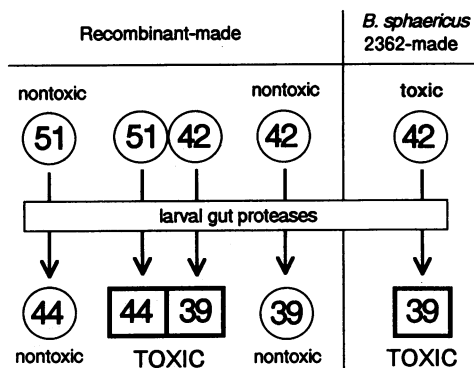 Recombinant-made
B. sphaericus
2362-made
nontoxic nontoxic toxic
51 51 42 42 42
larval gut proteases
44 44 39 39 39
nontoxic TOXIC nontoxic TOXIC